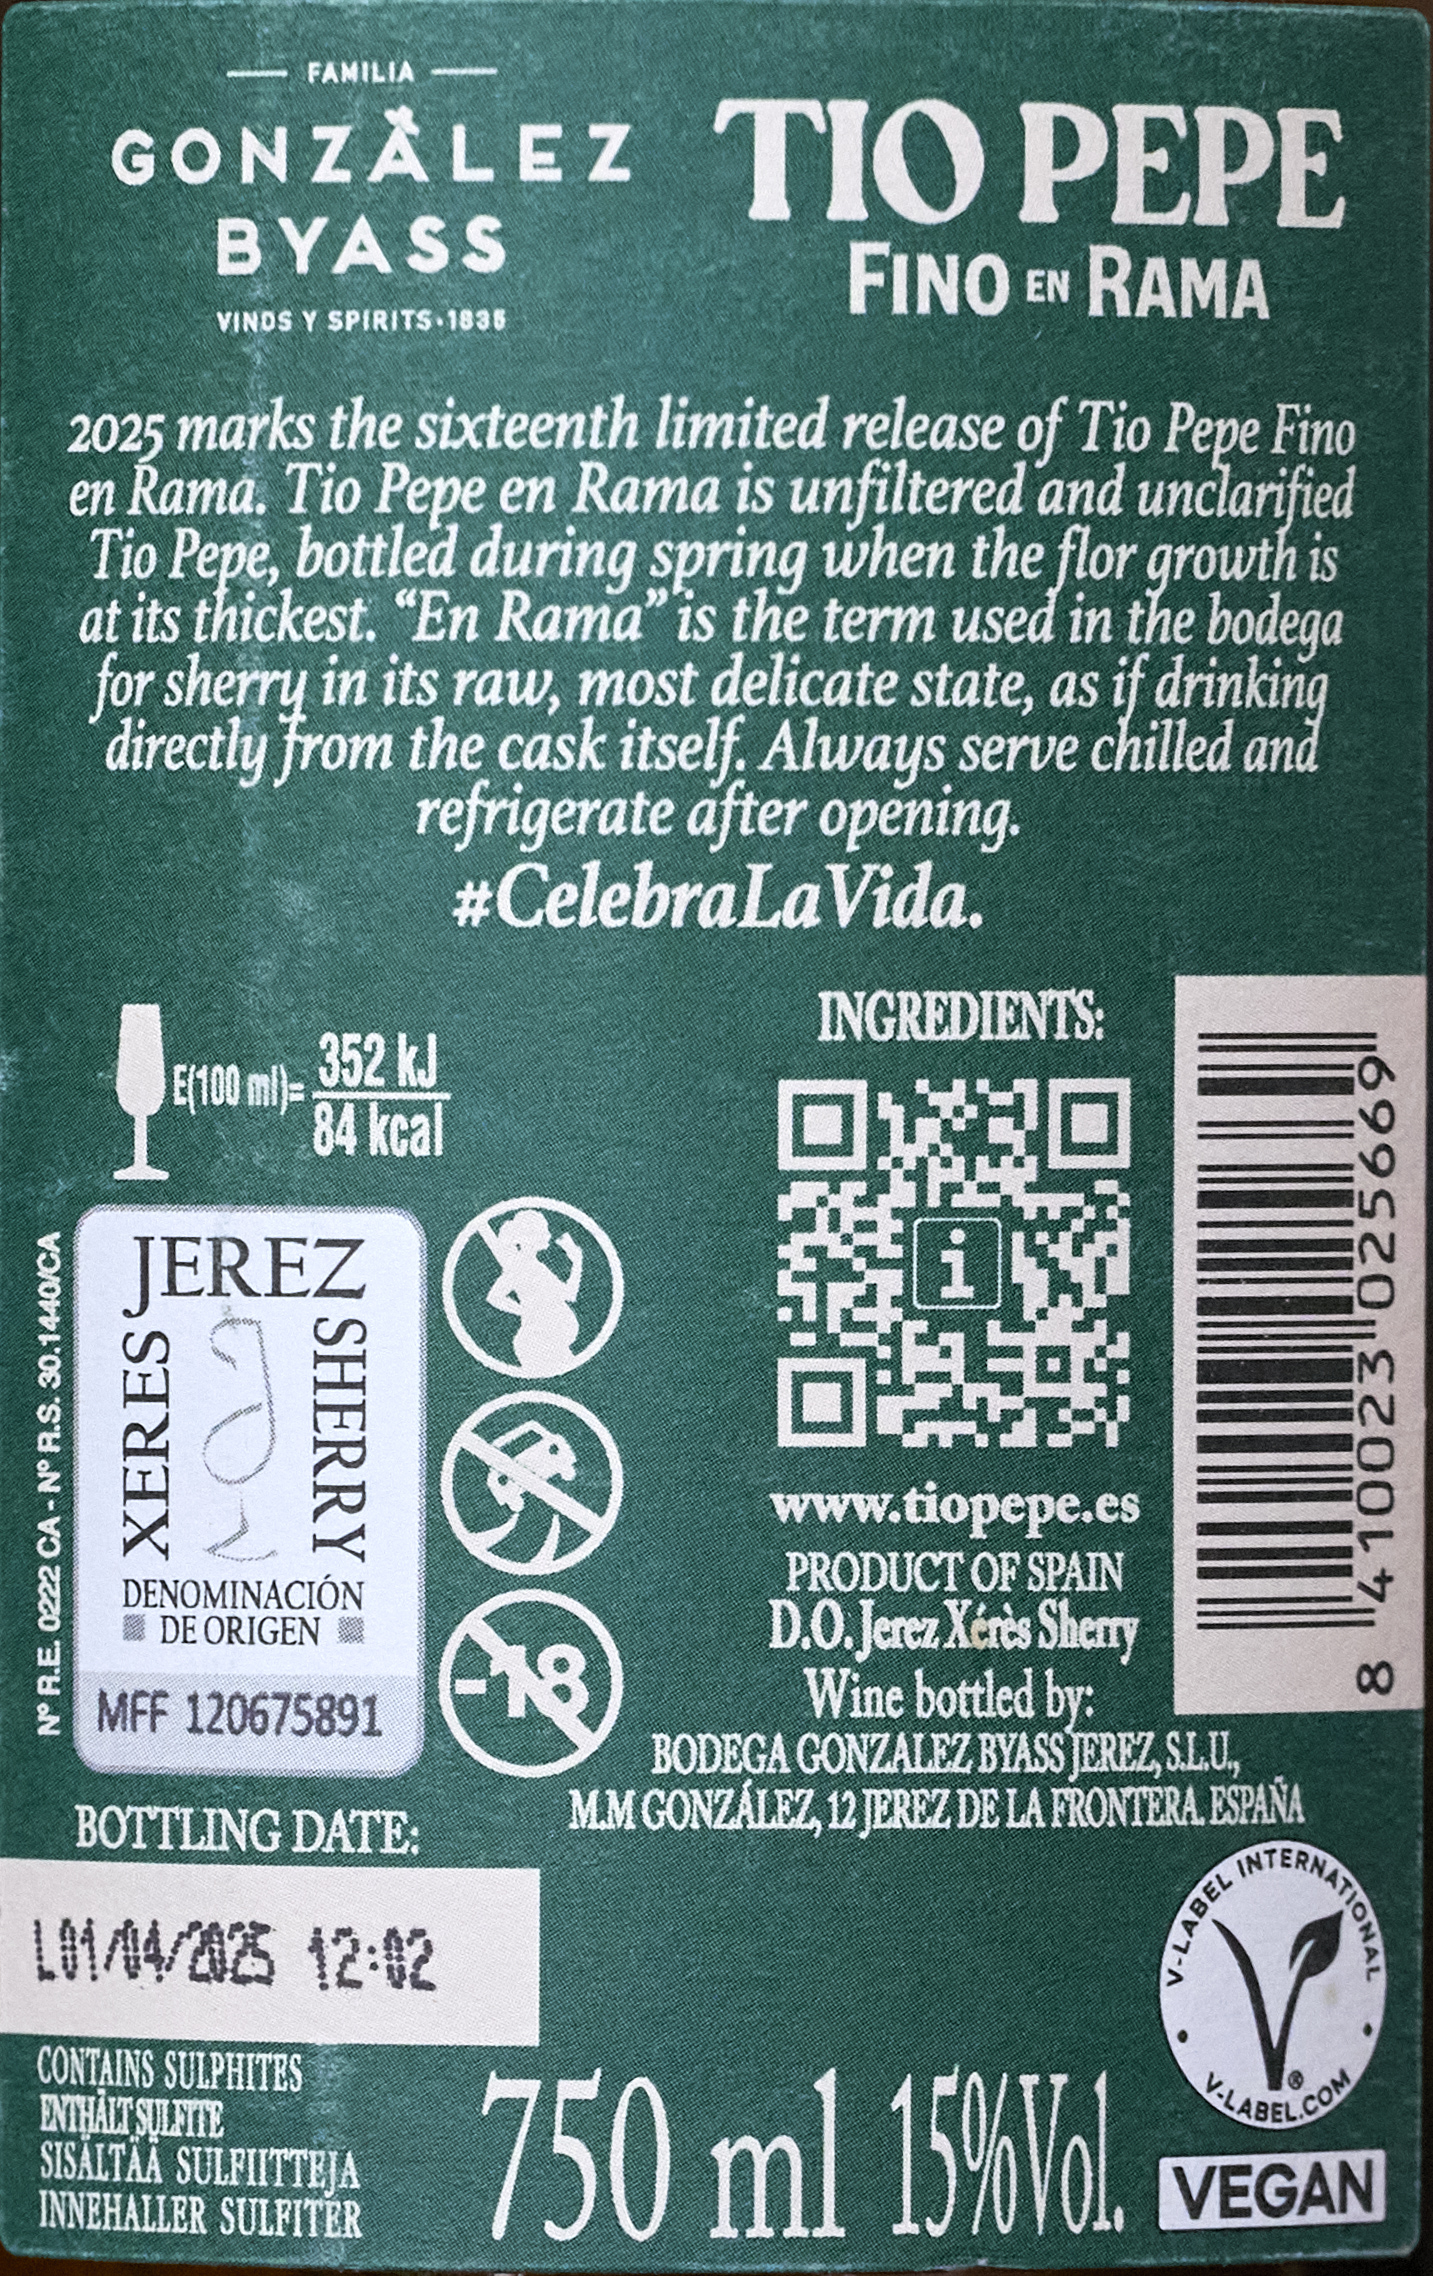 FAMILIA
GONZÁLEZ
BYASS
VINOS Y SPIRITS·1835
TIO PEPE
FINO EN RAMA
2025 marks the sixteenth limited release of Tio Pepe Fino
en Rama. Tio Pepe en Rama is unfiltered and unclarified
Tio Pepe, bottled during spring when the flor growth is
at its thickest. “En Rama” is the term used in the bodega
for sherry in its raw, most delicate state, as if drinking
directly from the cask itself. Always serve chilled and
refrigerate after opening.
#CelebraLaVida.
E(100 ml)= 352 kJ
84 kcal
Nº R.E. 0222 CA - Nº R.S. 30.1440/CA
JEREZ
XERES
SHERRY
DENOMINACIÓN
DE ORIGEN
MFF 120675891
-18
INGREDIENTS:
i
www.tiopepe.es
PRODUCT OF SPAIN
D.O. Jerez Xérès Sherry
Wine bottled by:
BODEGA GONZALEZ BYASS JEREZ, S.L.U.,
M.M GONZÁLEZ, 12 JEREZ DE LA FRONTERA. ESPAÑA
8 410023 025669
BOTTLING DATE:
L01/04/2025 12:02
CONTAINS SULPHITES
ENTHÄLT SULFITE
SISÄLTÄÄ SULFIITTEJA
INNEHALLER SULFITER
750 ml 15%Vol.
V-LABEL INTERNATIONAL
®
V-LABEL.COM
VEGAN